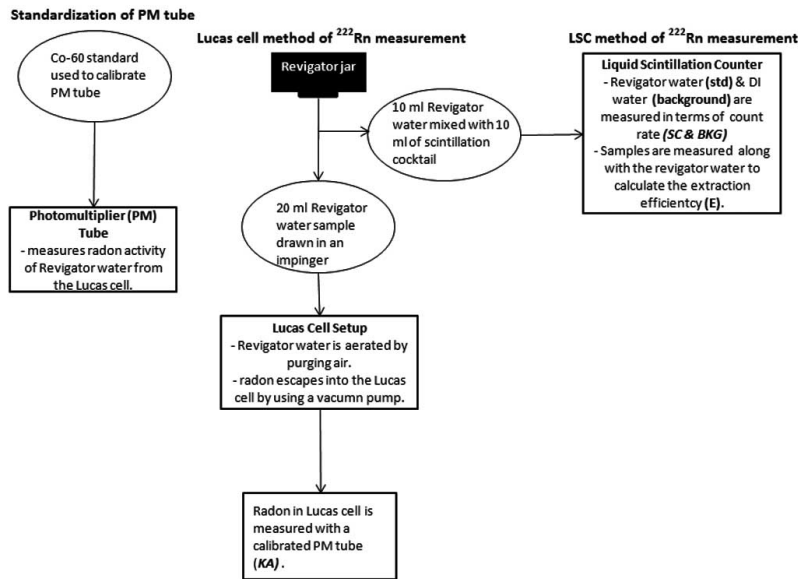 Standardization of PM tube
Co-60 standard
used to calibrate
PM tube
Photomultiplier (PM)
Tube
- measures radon activity
of Revigator water from
the Lucas cell.
Lucas cell method of ²²²Rn measurement
Revigator jar
10 ml Revigator
water mixed with 10
ml of scintillation
cocktail
20 ml Revigator
water sample
drawn in an
impinger
Lucas Cell Setup
- Revigator water is aerated by
purging air.
- radon escapes into the Lucas
cell by using a vacumn pump.
Radon in Lucas cell is
measured with a
calibrated PM tube
(KA) .
LSC method of ²²²Rn measurement
Liquid Scintillation Counter
- Revigator water (std) & DI
water (background) are
measured in terms of count
rate (SC & BKG)
- Samples are measured along
with the revigator water to
calculate the extraction
efficientcy (E).